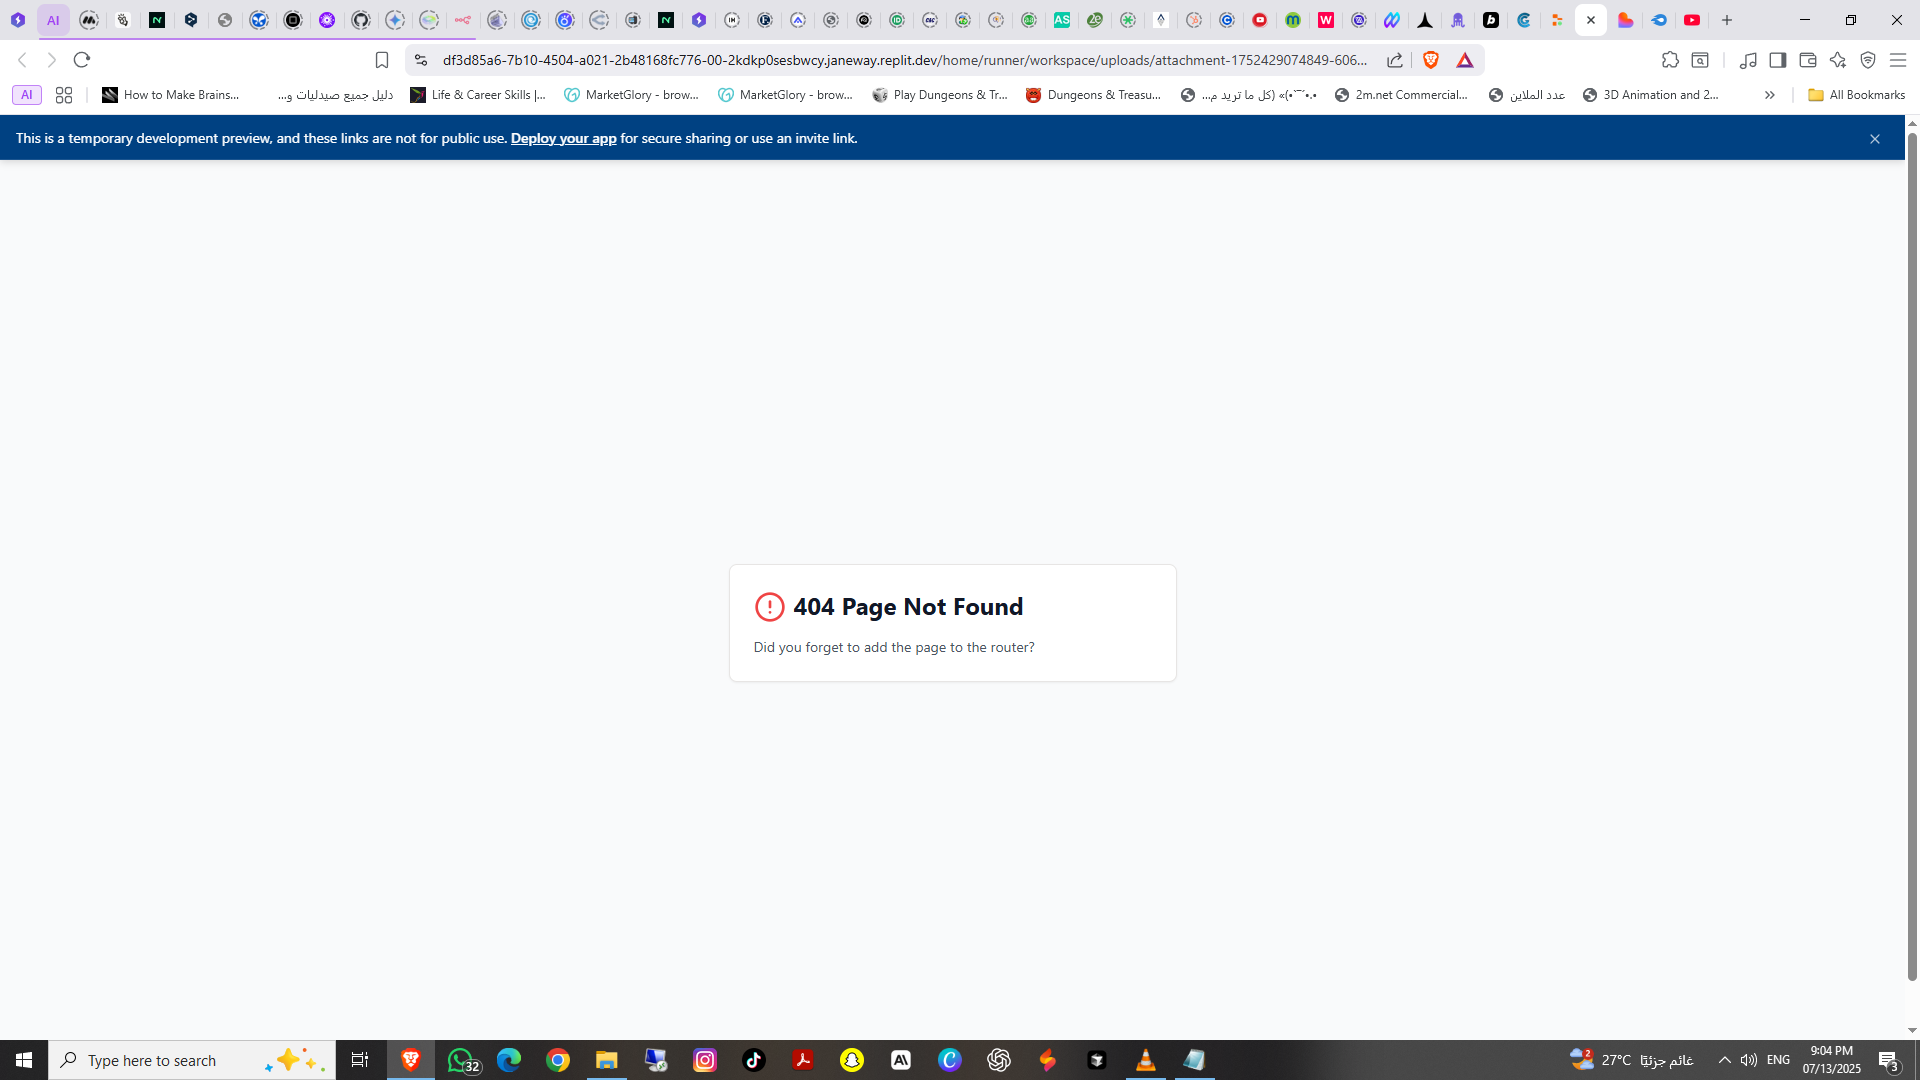 AI
df3d85a6-7b10-4504-a021-2b48168fc776-00-2kdkp0sesbwcy.janeway.replit.dev/home/runner/workspace/uploads/attachment-1752429074849-606...
AI How to Make Brains... دليل جميع صيدليات و... Life & Career Skills |... MarketGlory - brow... MarketGlory - brow... Play Dungeons & Tr... Dungeons & Treasu... «(كل ما تريد م... 2m.net Commercial... عدد الملاين 3D Animation and 2... » All Bookmarks
This is a temporary development preview, and these links are not for public use. Deploy your app for secure sharing or use an invite link.
404 Page Not Found
Did you forget to add the page to the router?
Type here to search
32
2
27°C غائم جزئيًا
ENG
9:04 PM
07/13/2025
3